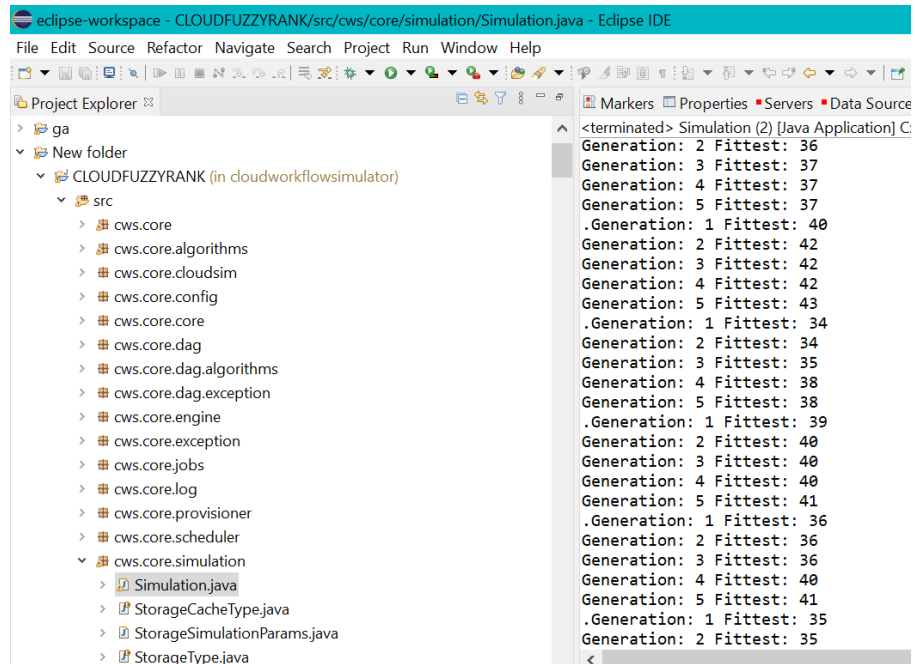 eclipse-workspace - CLOUDFUZZYRANK/src/cws/core/simulation/Simulation.java - Eclipse IDE
File Edit Source Refactor Navigate Search Project Run Window Help
Project Explorer
ga
New folder
CLOUDFUZZYRANK (in cloudworkflowsimulator)
src
cws.core
cws.core.algorithms
cws.core.cloudsim
cws.core.config
cws.core.core
cws.core.dag
cws.core.dag.algorithms
cws.core.dag.exception
cws.core.engine
cws.core.exception
cws.core.jobs
cws.core.log
cws.core.provisioner
cws.core.scheduler
cws.core.simulation
Simulation.java
StorageCacheType.java
StorageSimulationParams.java
StorageType.java
Markers Properties Servers Data Source
<terminated> Simulation (2) [Java Application] C:
Generation: 2 Fittest: 36
Generation: 3 Fittest: 37
Generation: 4 Fittest: 37
Generation: 5 Fittest: 37
.Generation: 1 Fittest: 40
Generation: 2 Fittest: 42
Generation: 3 Fittest: 42
Generation: 4 Fittest: 42
Generation: 5 Fittest: 43
.Generation: 1 Fittest: 34
Generation: 2 Fittest: 34
Generation: 3 Fittest: 35
Generation: 4 Fittest: 38
Generation: 5 Fittest: 38
.Generation: 1 Fittest: 39
Generation: 2 Fittest: 40
Generation: 3 Fittest: 40
Generation: 4 Fittest: 40
Generation: 5 Fittest: 41
.Generation: 1 Fittest: 36
Generation: 2 Fittest: 36
Generation: 3 Fittest: 36
Generation: 4 Fittest: 40
Generation: 5 Fittest: 41
.Generation: 1 Fittest: 35
Generation: 2 Fittest: 35